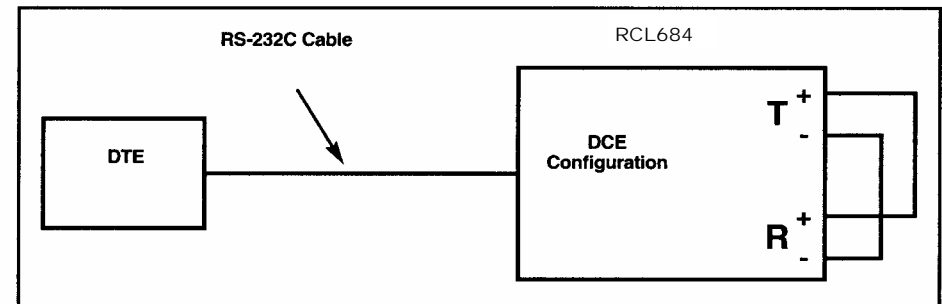 RS-232C Cable
RCL684
DTE
DCE
Configuration
T +
-
R +
-